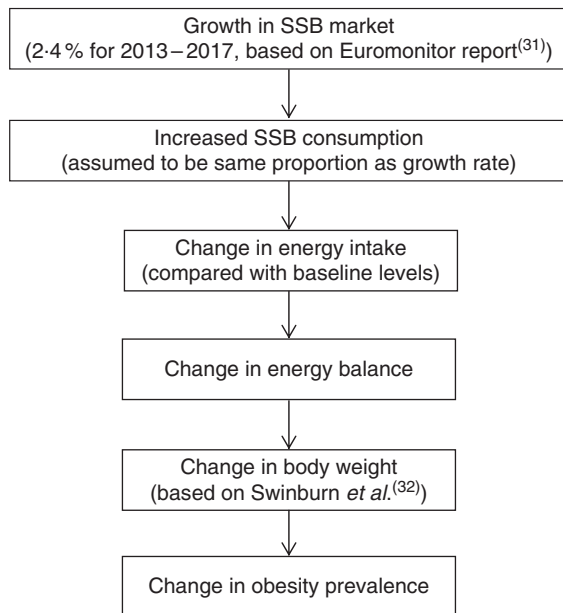 Growth in SSB market
(2·4 % for 2013–2017, based on Euromonitor report(31))
Increased SSB consumption
(assumed to be same proportion as growth rate)
Change in energy intake
(compared with baseline levels)
Change in energy balance
Change in body weight
(based on Swinburn et al.(32))
Change in obesity prevalence